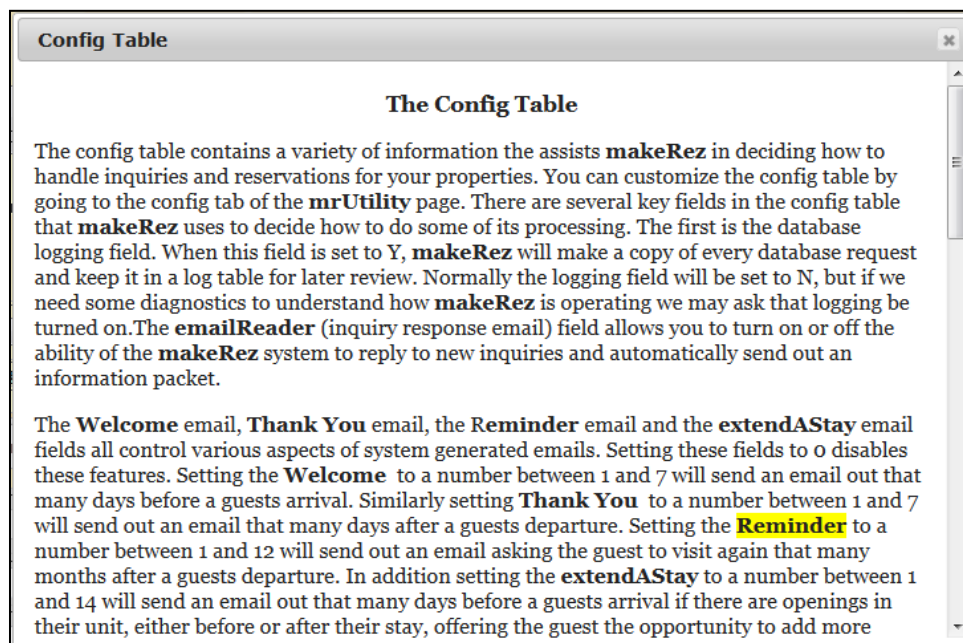 Config Table
The Config Table
The config table contains a variety of information the assists makeRez in deciding how to
handle inquiries and reservations for your properties. You can customize the config table by
going to the config tab of the mrUtility page. There are several key fields in the config table
that makeRez uses to decide how to do some of its processing. The first is the database
logging field. When this field is set to Y, makeRez will make a copy of every database request
and keep it in a log table for later review. Normally the logging field will be set to N, but if we
need some diagnostics to understand how makeRez is operating we may ask that logging be
turned on.The emailReader (inquiry response email) field allows you to turn on or off the
ability of the makeRez system to reply to new inquiries and automatically send out an
information packet.
The Welcome email, Thank You email, the Reminder email and the extendAStay email
fields all control various aspects of system generated emails. Setting these fields to 0 disables
these features. Setting the Welcome to a number between 1 and 7 will send an email out that
many days before a guests arrival. Similarly setting Thank You to a number between 1 and 7
will send out an email that many days after a guests departure. Setting the Reminder to a
number between 1 and 12 will send out an email asking the guest to visit again that many
months after a guests departure. In addition setting the extendAStay to a number between 1
and 14 will send an email out that many days before a guests arrival if there are openings in
their unit, either before or after their stay, offering the guest the opportunity to add more